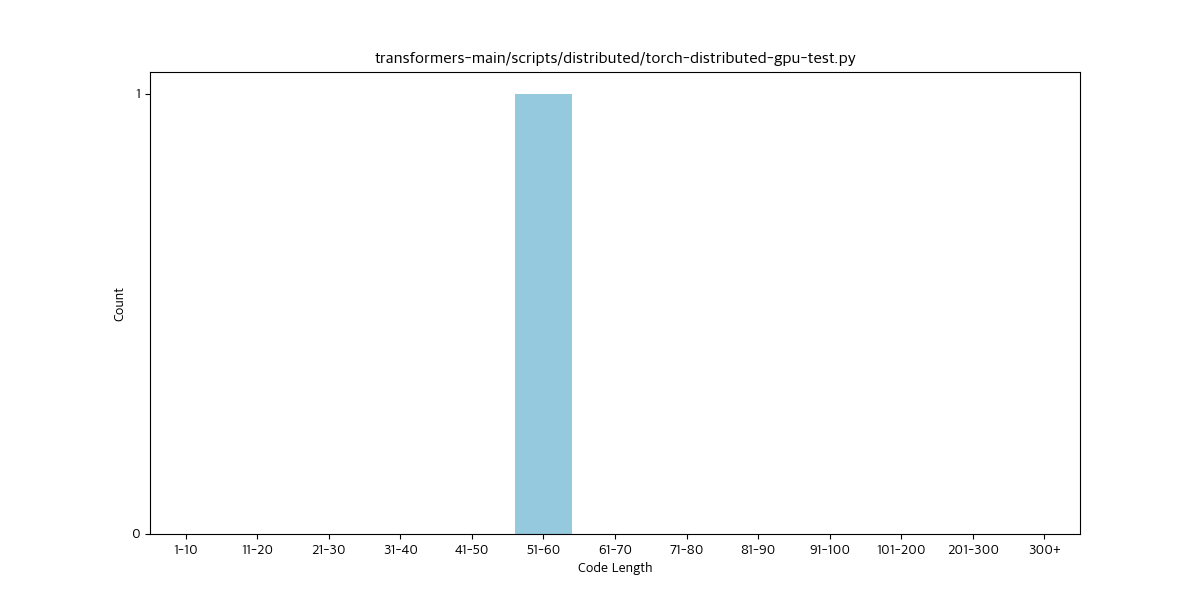 transformers-main/scripts/distributed/torch-distributed-gpu-test.py
1
Count
0
1-10 11-20 21-30 31-40 41-50 51-60 61-70 71-80 81-90 91-100 101-200 201-300 300+
Code Length